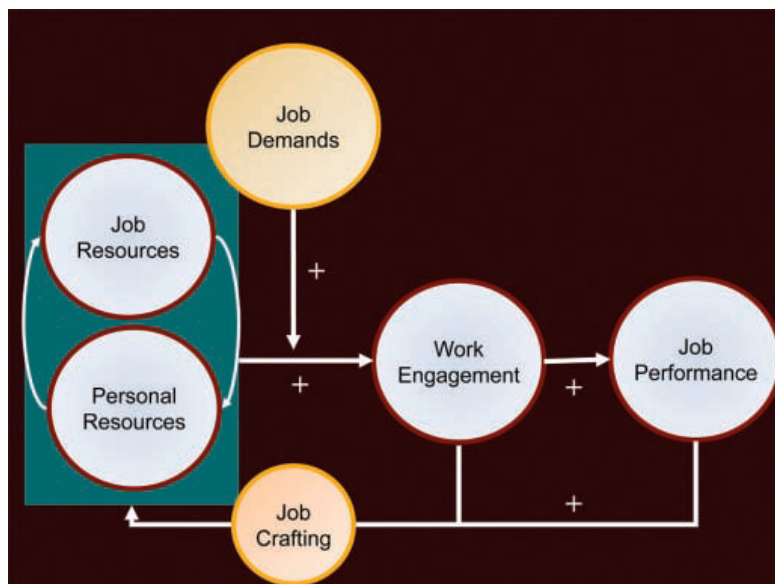 Job
Demands
Job
Resources
+
Personal
Resources
+
Work
Engagement
+
Job
Performance
Job
Crafting
+